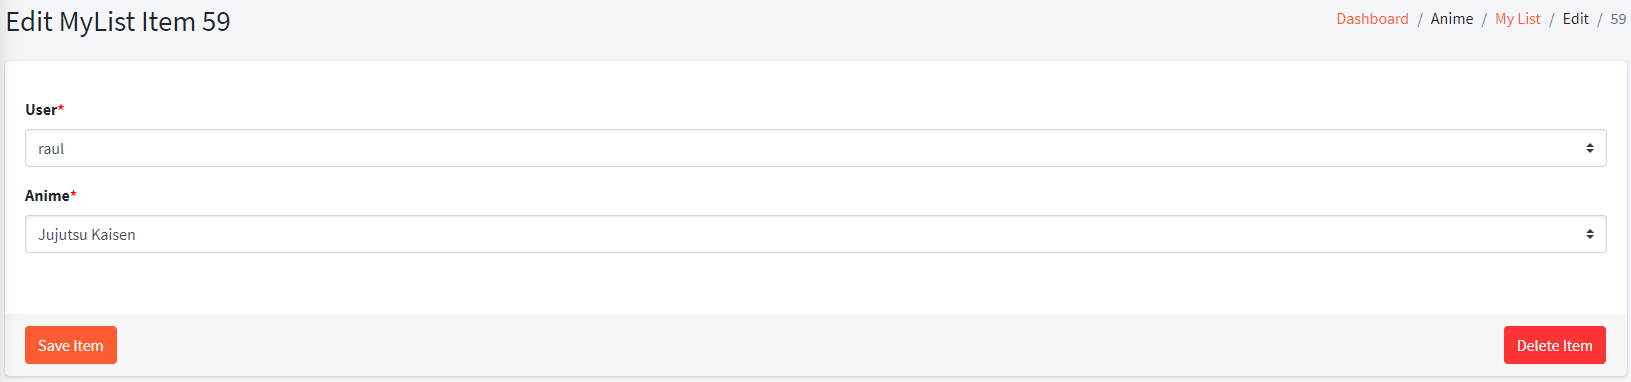 Edit MyList Item 59
Dashboard / Anime / My List / Edit / 59
User*
raul
Anime*
Jujutsu Kaisen
Save Item
Delete Item